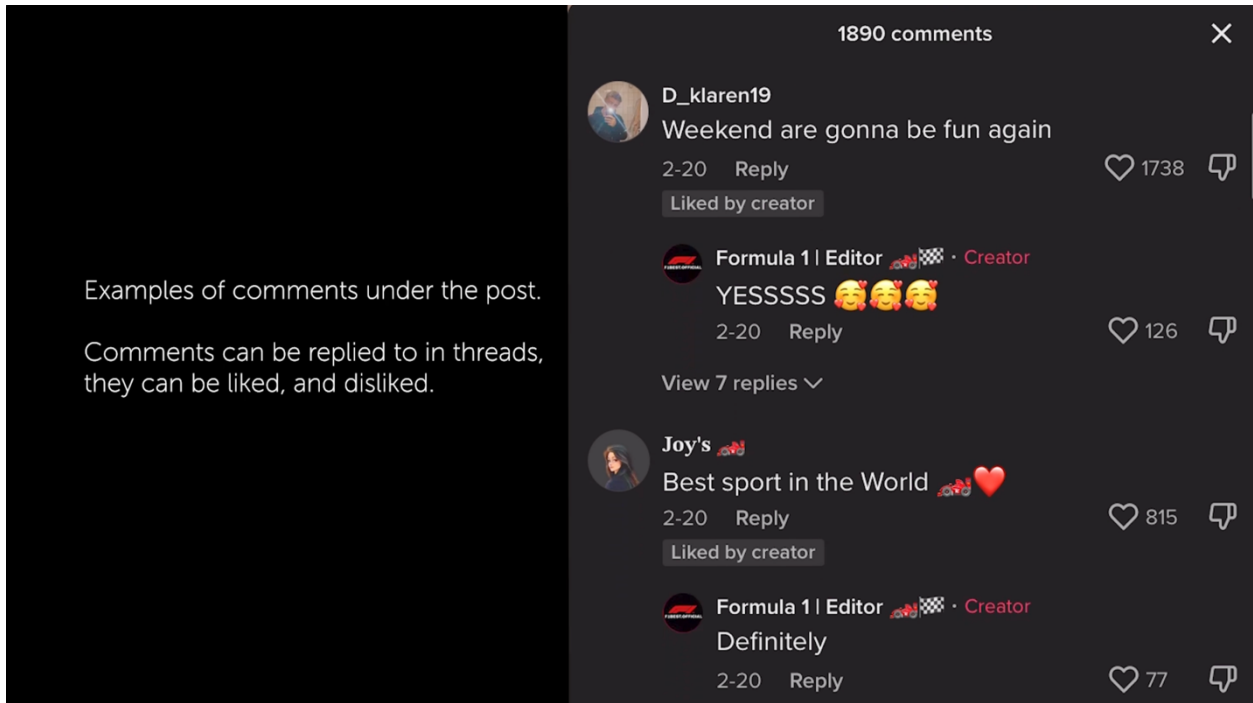 Examples of comments under the post.
Comments can be replied to in threads,
they can be liked, and disliked.
1890 comments
D_klaren19
Weekend are gonna be fun again
2-20 Reply 1738
Liked by creator
Formula 1 | Editor 🏎️🏁 · Creator
YESSSSS 🥰🥰🥰
2-20 Reply 126
View 7 replies
Joy's 🏎️
Best sport in the World 🏎️❤️
2-20 Reply 815
Liked by creator
Formula 1 | Editor 🏎️🏁 · Creator
Definitely
2-20 Reply 77